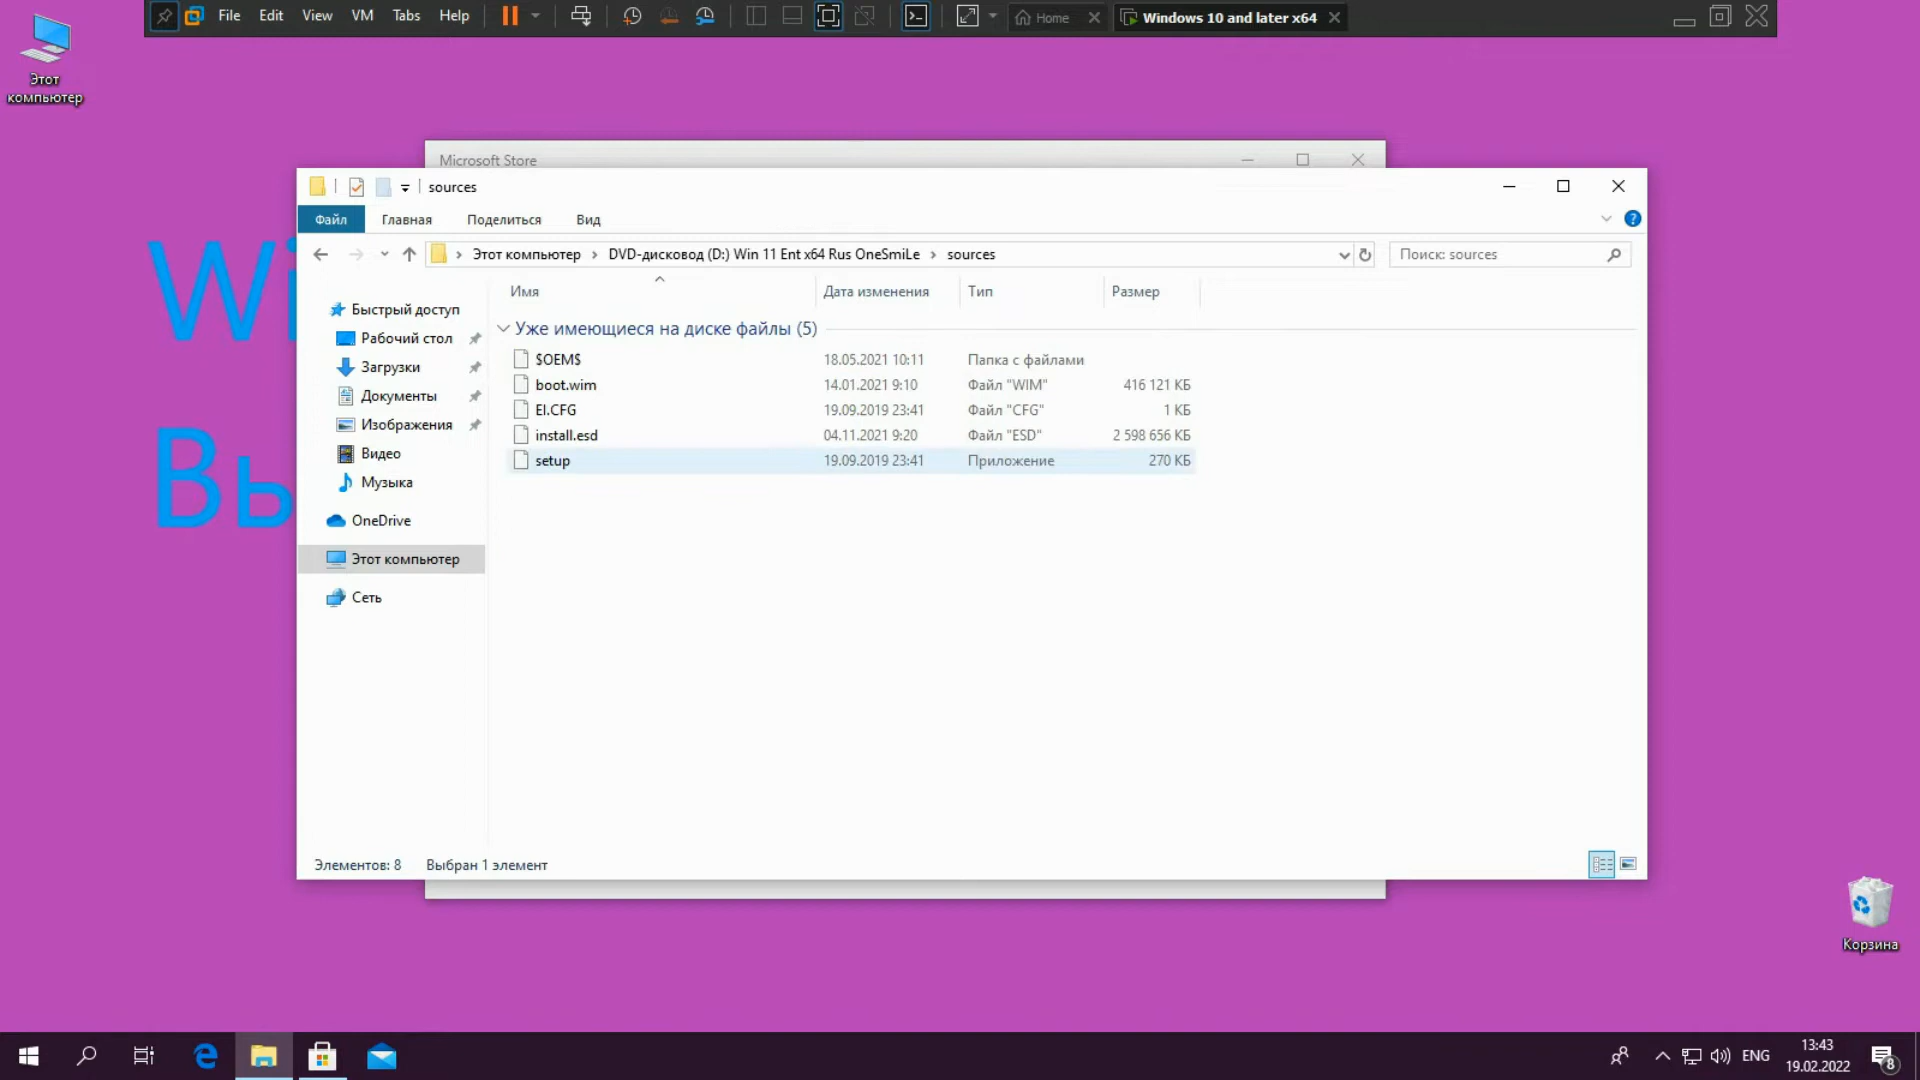 File Edit View VM Tabs Help Home Windows 10 and later x64
Этот компьютер
Microsoft Store
sources
Файл Главная Поделиться Вид
Этот компьютер DVD-дисковод (D:) Win 11 Ent x64 Rus OneSmiLe sources Поиск: sources
Имя Дата изменения Тип Размер
Уже имеющиеся на диске файлы (5)
$OEM$ 18.05.2021 10:11 Папка с файлами
boot.wim 14.01.2021 9:10 Файл "WIM" 416 121 КБ
EI.CFG 19.09.2019 23:41 Файл "CFG" 1 КБ
install.esd 04.11.2021 9:20 Файл "ESD" 2 598 656 КБ
setup 19.09.2019 23:41 Приложение 270 КБ
Быстрый доступ
Рабочий стол
Загрузки
Документы
Изображения
Видео
Музыка
OneDrive
Этот компьютер
Сеть
Wi
Вы
Элементов: 8 Выбран 1 элемент
Корзина
ENG 13:43
19.02.2022
8